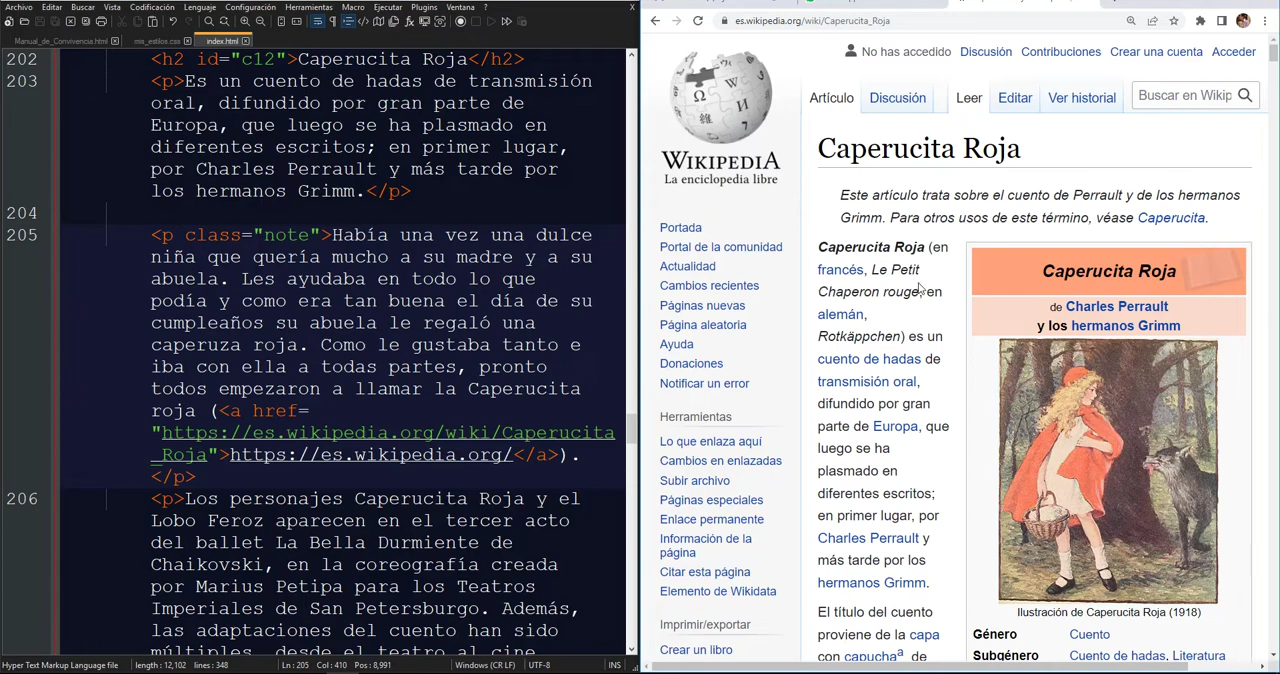 Archivo Editar Buscar Vista Codificación Lenguaje Configuración Herramientas Macro Ejecutar Plugins Ventana ? X
Manual_de_Convivencia.html mis_estilos.css index.html
202 <h2 id="c12">Caperucita Roja</h2>
203 <p>Es un cuento de hadas de transmisión
oral, difundido por gran parte de
Europa, que luego se ha plasmado en
diferentes escritos; en primer lugar,
por Charles Perrault y más tarde por
los hermanos Grimm.</p>
204
205 <p class="note">Había una vez una dulce
niña que quería mucho a su madre y a su
abuela. Les ayudaba en todo lo que
podía y como era tan buena el día de su
cumpleaños su abuela le regaló una
caperuza roja. Como le gustaba tanto e
iba con ella a todas partes, pronto
todos empezaron a llamar la Caperucita
roja (<a href=
"https://es.wikipedia.org/wiki/Caperucita
_Roja">https://es.wikipedia.org/</a>).
</p>
206 <p>Los personajes Caperucita Roja y el
Lobo Feroz aparecen en el tercer acto
del ballet La Bella Durmiente de
Chaikovski, en la coreografía creada
por Marius Petipa para los Teatros
Imperiales de San Petersburgo. Además,
las adaptaciones del cuento han sido
múltiples, desde el teatro al cine
Hyper Text Markup Language file length : 12,102 lines : 348 Ln : 205 Col : 410 Pos : 8,991 Windows (CR LF) UTF-8 INS
es.wikipedia.org/wiki/Caperucita_Roja
No has accedido Discusión Contribuciones Crear una cuenta Acceder
Artículo Discusión Leer Editar Ver historial Buscar en Wikip
WIKIPEDIA
La enciclopedia libre
Portada
Portal de la comunidad
Actualidad
Cambios recientes
Páginas nuevas
Página aleatoria
Ayuda
Donaciones
Notificar un error
Herramientas
Lo que enlaza aquí
Cambios en enlazadas
Subir archivo
Páginas especiales
Enlace permanente
Información de la
página
Citar esta página
Elemento de Wikidata
Imprimir/exportar
Crear un libro
Caperucita Roja
Este artículo trata sobre el cuento de Perrault y de los hermanos
Grimm. Para otros usos de este término, véase Caperucita.
Caperucita Roja (en
francés, Le Petit
Chaperon rouge; en
alemán,
Rotkäppchen) es un
cuento de hadas de
transmisión oral,
difundido por gran
parte de Europa, que
luego se ha
plasmado en
diferentes escritos;
en primer lugar, por
Charles Perrault y
más tarde por los
hermanos Grimm.
El título del cuento
proviene de la capa
con capucha a de
Caperucita Roja
de Charles Perrault
y los hermanos Grimm
Ilustración de Caperucita Roja (1918)
Género Cuento
Subgénero Cuento de hadas, Literatura